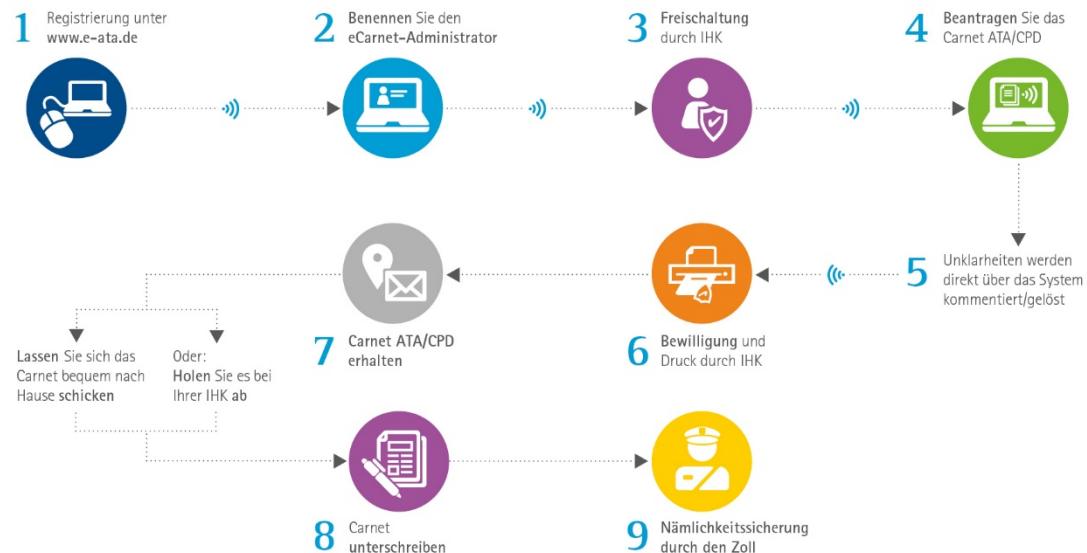 1
Registrierung unter
www.e-ata.de
2
Benennen Sie den
eCarnet-Administrator
3
Freischaltung
durch IHK
4
Beantragen Sie das
Carnet ATA/CPD
5
Unklarheiten werden
direkt über das System
kommentiert/gelöst
6
Bewilligung und
Druck durch IHK
7
Carnet ATA/CPD
erhalten
Lassen Sie sich das
Carnet bequem nach
Hause schicken
Oder:
Holen Sie es bei
Ihrer IHK ab
8
Carnet
unterschreiben
9
Nämlichkeitssicherung
durch den Zoll